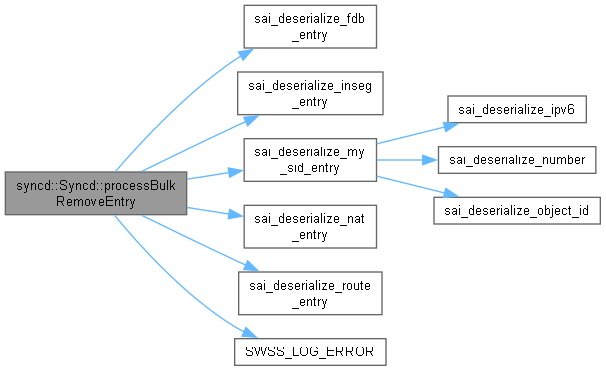 sai_deserialize_fdb
_entry
sai_deserialize_inseg
_entry
sai_deserialize_my
_sid_entry
sai_deserialize_ipv6
sai_deserialize_number
sai_deserialize_object_id
syncd::Syncd::processBulk
RemoveEntry
sai_deserialize_nat
_entry
sai_deserialize_route
_entry
SWSS_LOG_ERROR